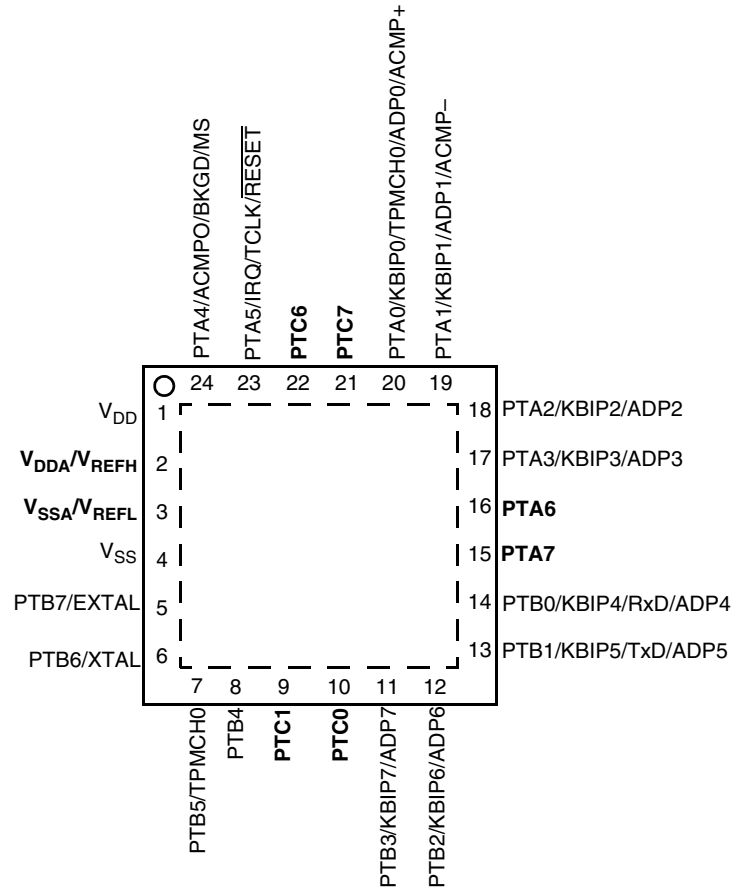 PTA4/ACMPO/BKGD/MS
PTA5/IRQ/TCLK/RESET
PTC6
PTC7
PTA0/KBIP0/TPMCH0/ADP0/ACMP+
PTA1/KBIP1/ADP1/ACMP–
24 23 22 21 20 19
VDD 1
VDDA/VREFH 2
VSSA/VREFL 3
VSS 4
PTB7/EXTAL 5
PTB6/XTAL 6
18 PTA2/KBIP2/ADP2
17 PTA3/KBIP3/ADP3
16 PTA6
15 PTA7
14 PTB0/KBIP4/RxD/ADP4
13 PTB1/KBIP5/TxD/ADP5
7 8 9 10 11 12
PTB5/TPMCH0
PTB4
PTC1
PTC0
PTB3/KBIP7/ADP7
PTB2/KBIP6/ADP6